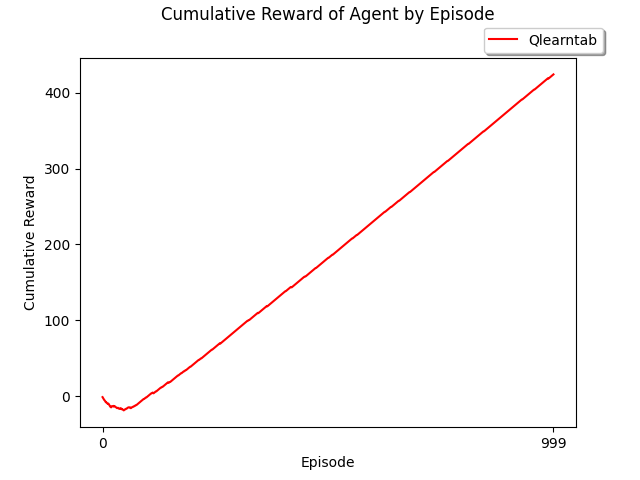 Cumulative Reward of Agent by Episode
Qlearntab
400
300
200
100
0
Cumulative Reward
0
999
Episode